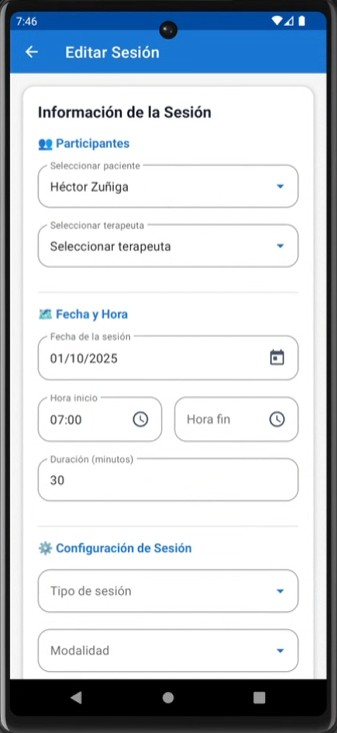 7:46
Editar Sesión
Información de la Sesión
Participantes
Seleccionar paciente
Héctor Zuñiga
Seleccionar terapeuta
Seleccionar terapeuta
Fecha y Hora
Fecha de la sesión
01/10/2025
Hora inicio
07:00
Hora fin
Duración (minutos)
30
Configuración de Sesión
Tipo de sesión
Modalidad